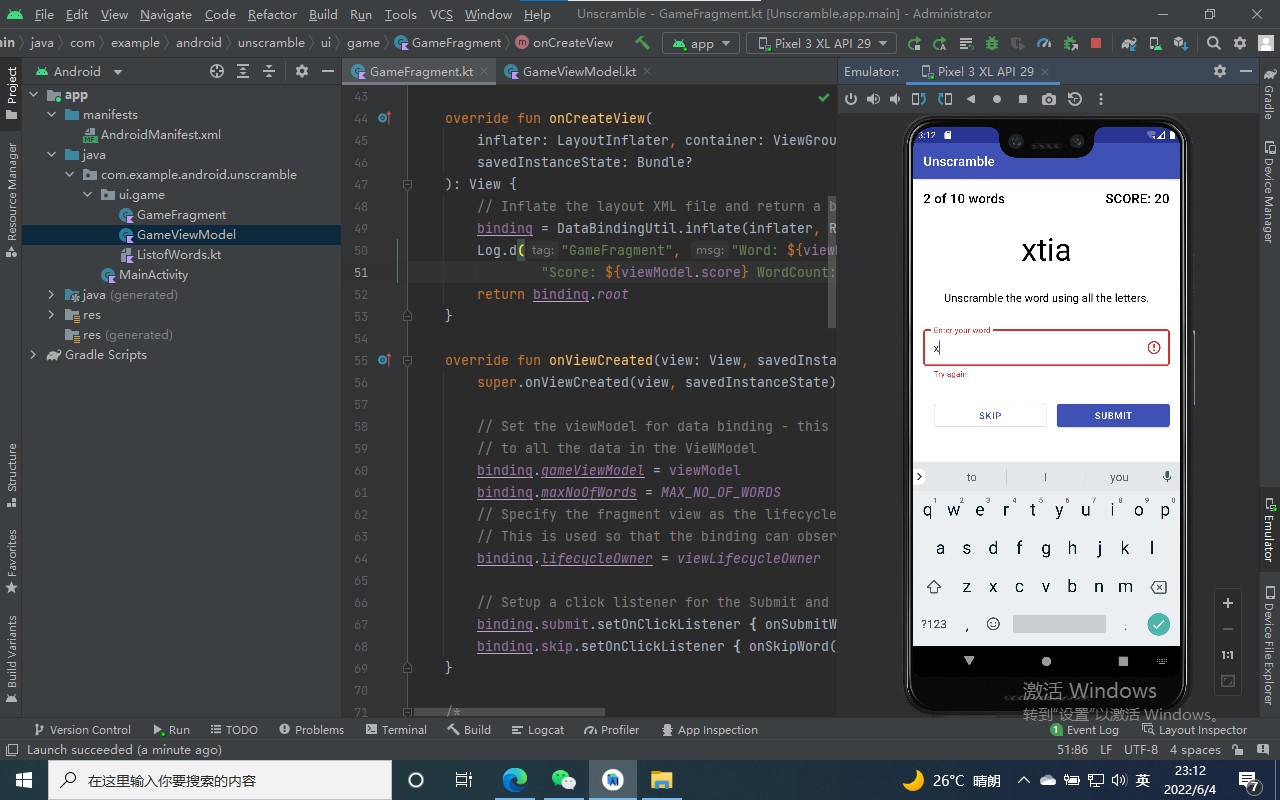 File Edit View Navigate Code Refactor Build Run Tools VCS Window Help Unscramble - GameFragment.kt [Unscramble.app.main] - Administrator
in java com example android unscramble ui game GameFragment onCreateView app Pixel 3 XL API 29
Project
Resource Manager
Structure
Favorites
Build Variants
Android
app
manifests
AndroidManifest.xml
java
com.example.android.unscramble
ui.game
GameFragment
GameViewModel
ListofWords.kt
MainActivity
java (generated)
res
res (generated)
Gradle Scripts
GameFragment.kt GameViewModel.kt
43
44 override fun onCreateView(
45 inflater: LayoutInflater, container: ViewGrou
46 savedInstanceState: Bundle?
47 ): View {
48 // Inflate the layout XML file and return a b
49 binding = DataBindingUtil.inflate(inflater, R
50 Log.d( tag: "GameFragment", msg: "Word: ${view
51 "Score: ${viewModel.score} WordCount:
52 return binding.root
53 }
54
55 override fun onViewCreated(view: View, savedInsta
56 super.onViewCreated(view, savedInstanceState)
57
58 // Set the viewModel for data binding - this
59 // to all the data in the VieWModel
60 binding.gameViewModel = viewModel
61 binding.maxNoOfWords = MAX_NO_OF_WORDS
62 // Specify the fragment view as the lifecycle
63 // This is used so that the binding can obser
64 binding.lifecycleOwner = viewLifecycleOwner
65
66 // Setup a click listener for the Submit and
67 binding.submit.setOnClickListener { onSubmitW
68 binding.skip.setOnClickListener { onSkipWord(
69 }
70
71 /*
Emulator: Pixel 3 XL API 29
3:12
Unscramble
2 of 10 words SCORE: 20
xtia
Unscramble the word using all the letters.
Enter your word
x
Try again!
SKIP SUBMIT
to I you
1 2 3 4 5 6 7 8 9 0
q w e r t y u i o p
a s d f g h j k l
z x c v b n m
?123 , .
1:1
Gradle
Device Manager
Emulator
Device File Explorer
激活 Windows
转到"设置"以激活 Windows。
Version Control Run TODO Problems Terminal Build Logcat Profiler App Inspection 1 Event Log Layout Inspector
Launch succeeded (a minute ago) 51:86 LF UTF-8 4 spaces
在这里输入你要搜索的内容 26°C 晴朗 英 23:12
2022/6/4 7